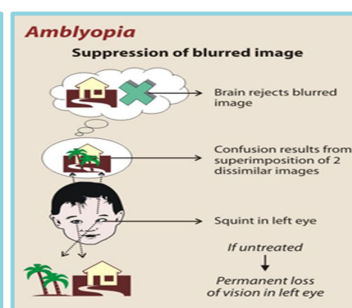 Amblyopia
Suppression of blurred image
Brain rejects blurred
image
Confusion results from
superimposition of 2
dissimilar images
Squint in left eye
If untreated
Permanent loss
of vision in left eye